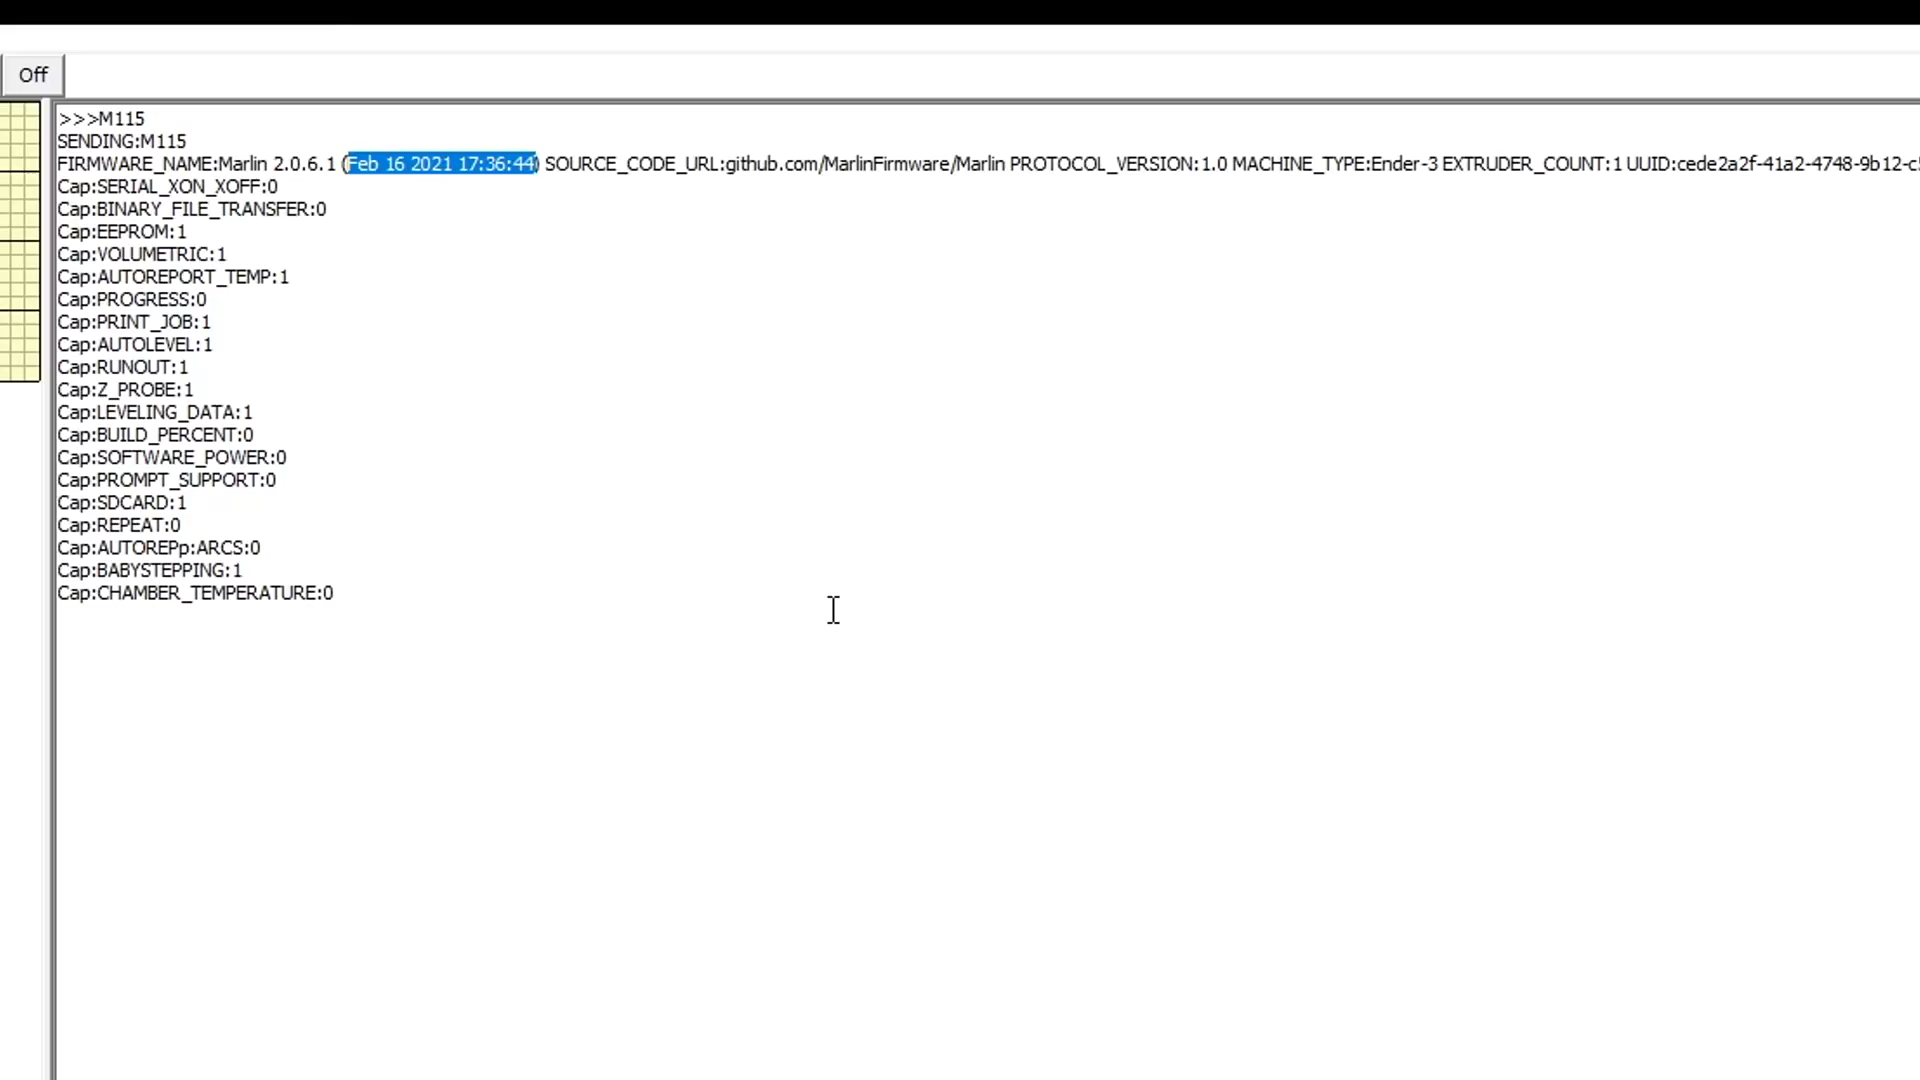 Off
>>>M115
SENDING:M115
FIRMWARE_NAME:Marlin 2.0.6.1 (Feb 16 2021 17:36:44) SOURCE_CODE_URL:github.com/MarlinFirmware/Marlin PROTOCOL_VERSION:1.0 MACHINE_TYPE:Ender-3 EXTRUDER_COUNT:1 UUID:cede2a2f-41a2-4748-9b12-c
Cap:SERIAL_XON_XOFF:0
Cap:BINARY_FILE_TRANSFER:0
Cap:EEPROM:1
Cap:VOLUMETRIC:1
Cap:AUTOREPORT_TEMP:1
Cap:PROGRESS:0
Cap:PRINT_JOB:1
Cap:AUTOLEVEL:1
Cap:RUNOUT:1
Cap:Z_PROBE:1
Cap:LEVELING_DATA:1
Cap:BUILD_PERCENT:0
Cap:SOFTWARE_POWER:0
Cap:PROMPT_SUPPORT:0
Cap:SDCARD:1
Cap:REPEAT:0
Cap:AUTOREPp:ARCS:0
Cap:BABYSTEPPING:1
Cap:CHAMBER_TEMPERATURE:0